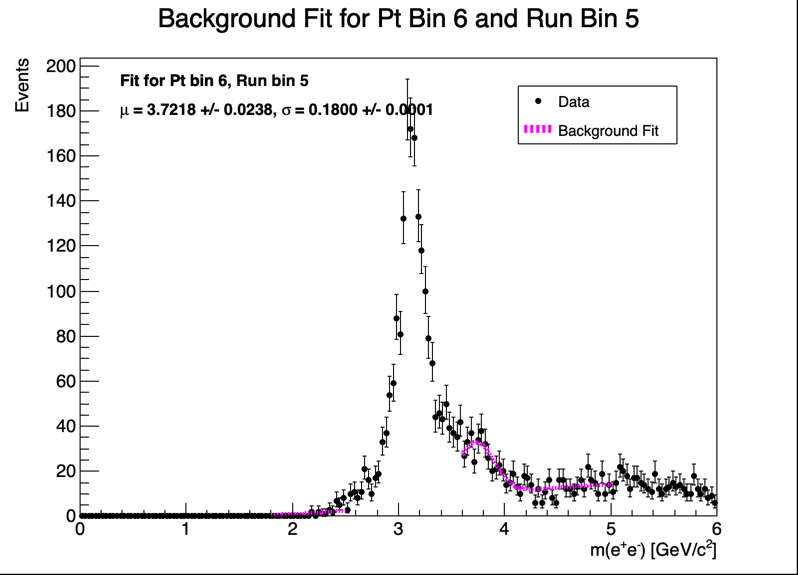 Background Fit for Pt Bin 6 and Run Bin 5
Events
200
180
160
140
120
100
80
60
40
20
0
Fit for Pt bin 6, Run bin 5
μ = 3.7218 +/- 0.0238, σ = 0.1800 +/- 0.0001
Data
Background Fit
0 1 2 3 4 5 6
m(e⁺e⁻) [GeV/c²]